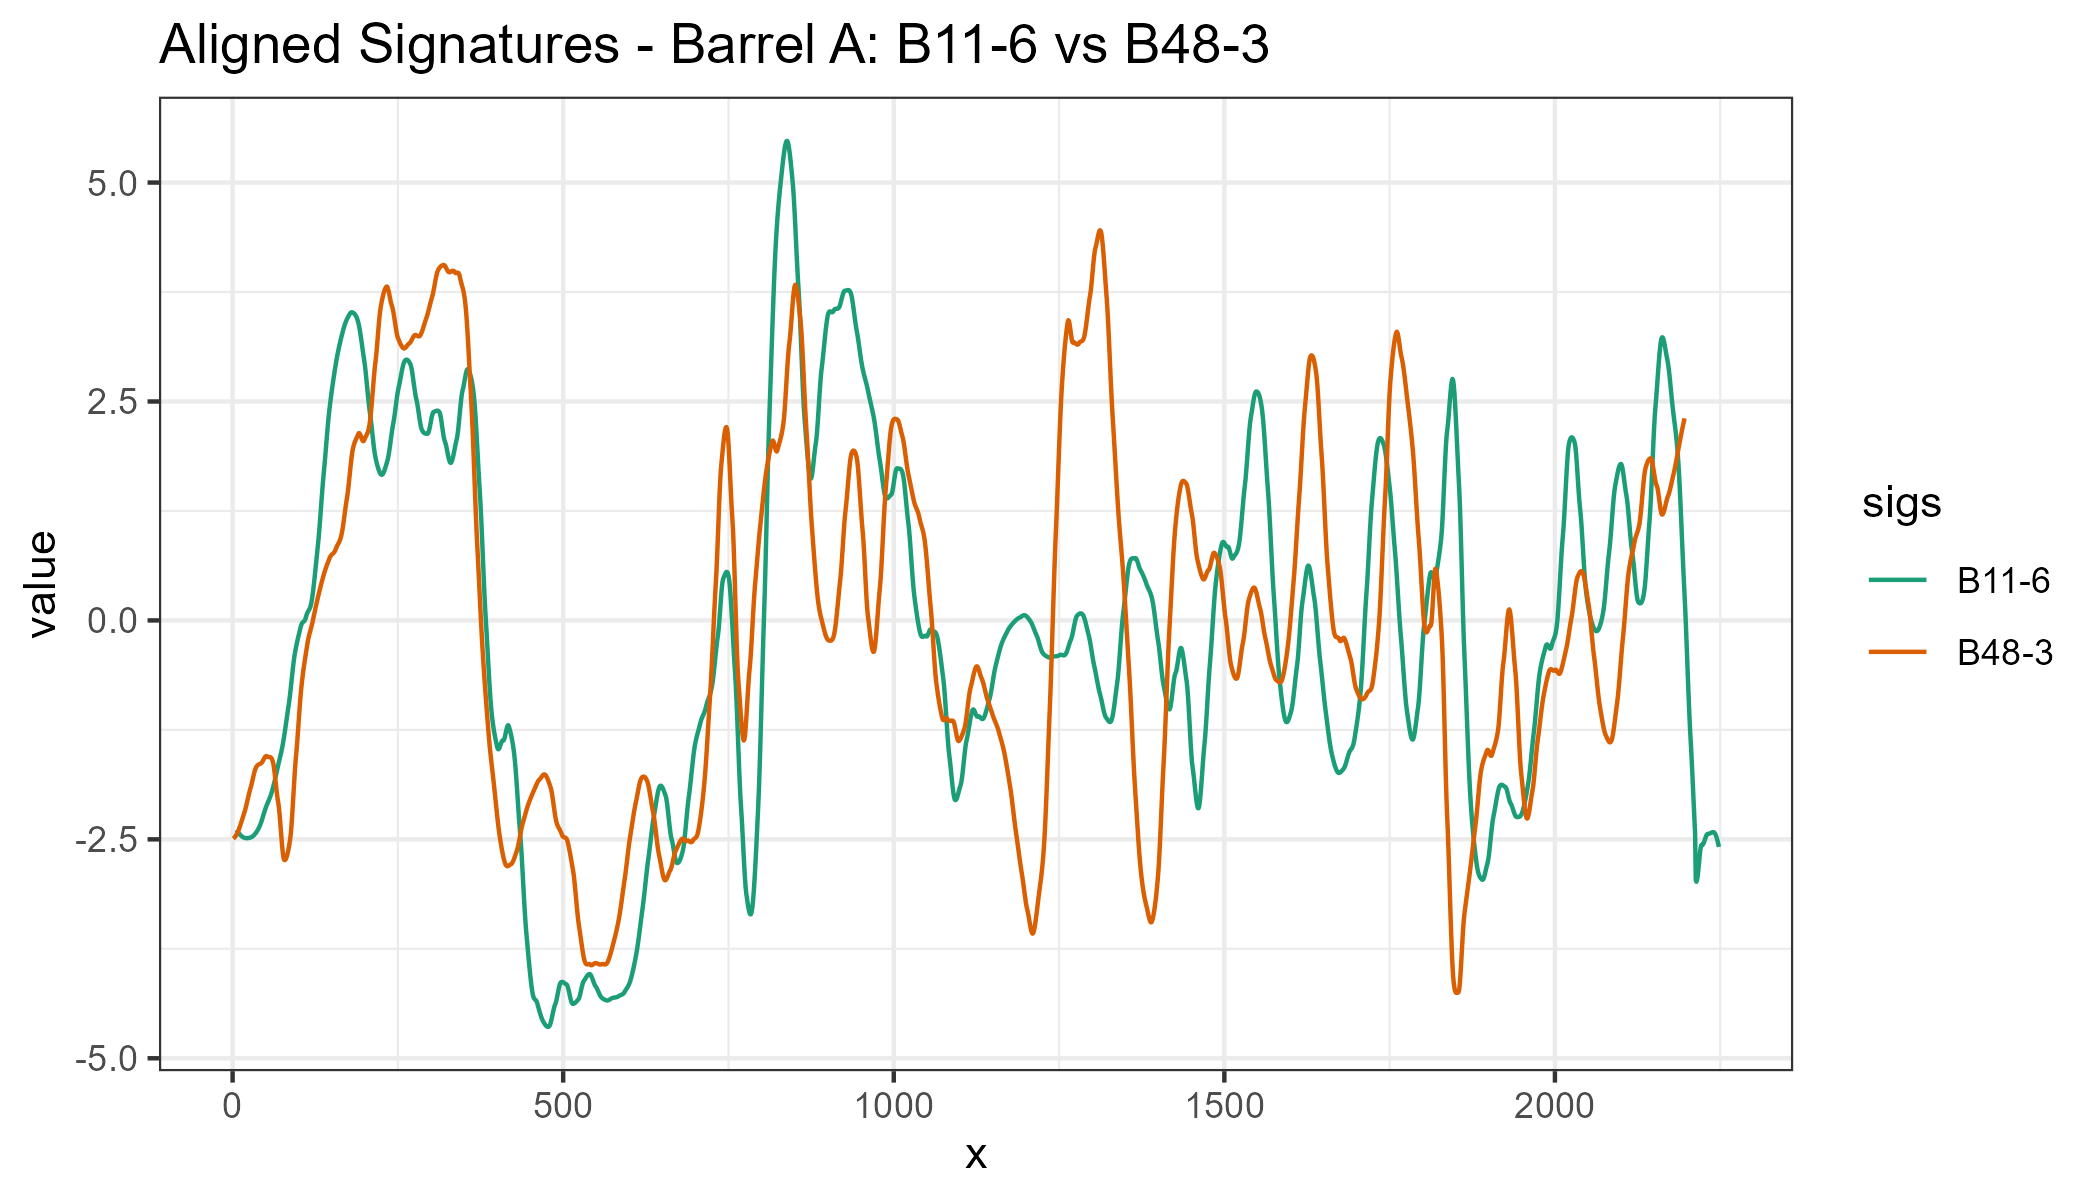 Aligned Signatures - Barrel A: B11-6 vs B48-3
5.0
2.5
0.0
-2.5
-5.0
value
0 500 1000 1500 2000
x
sigs
B11-6
B48-3